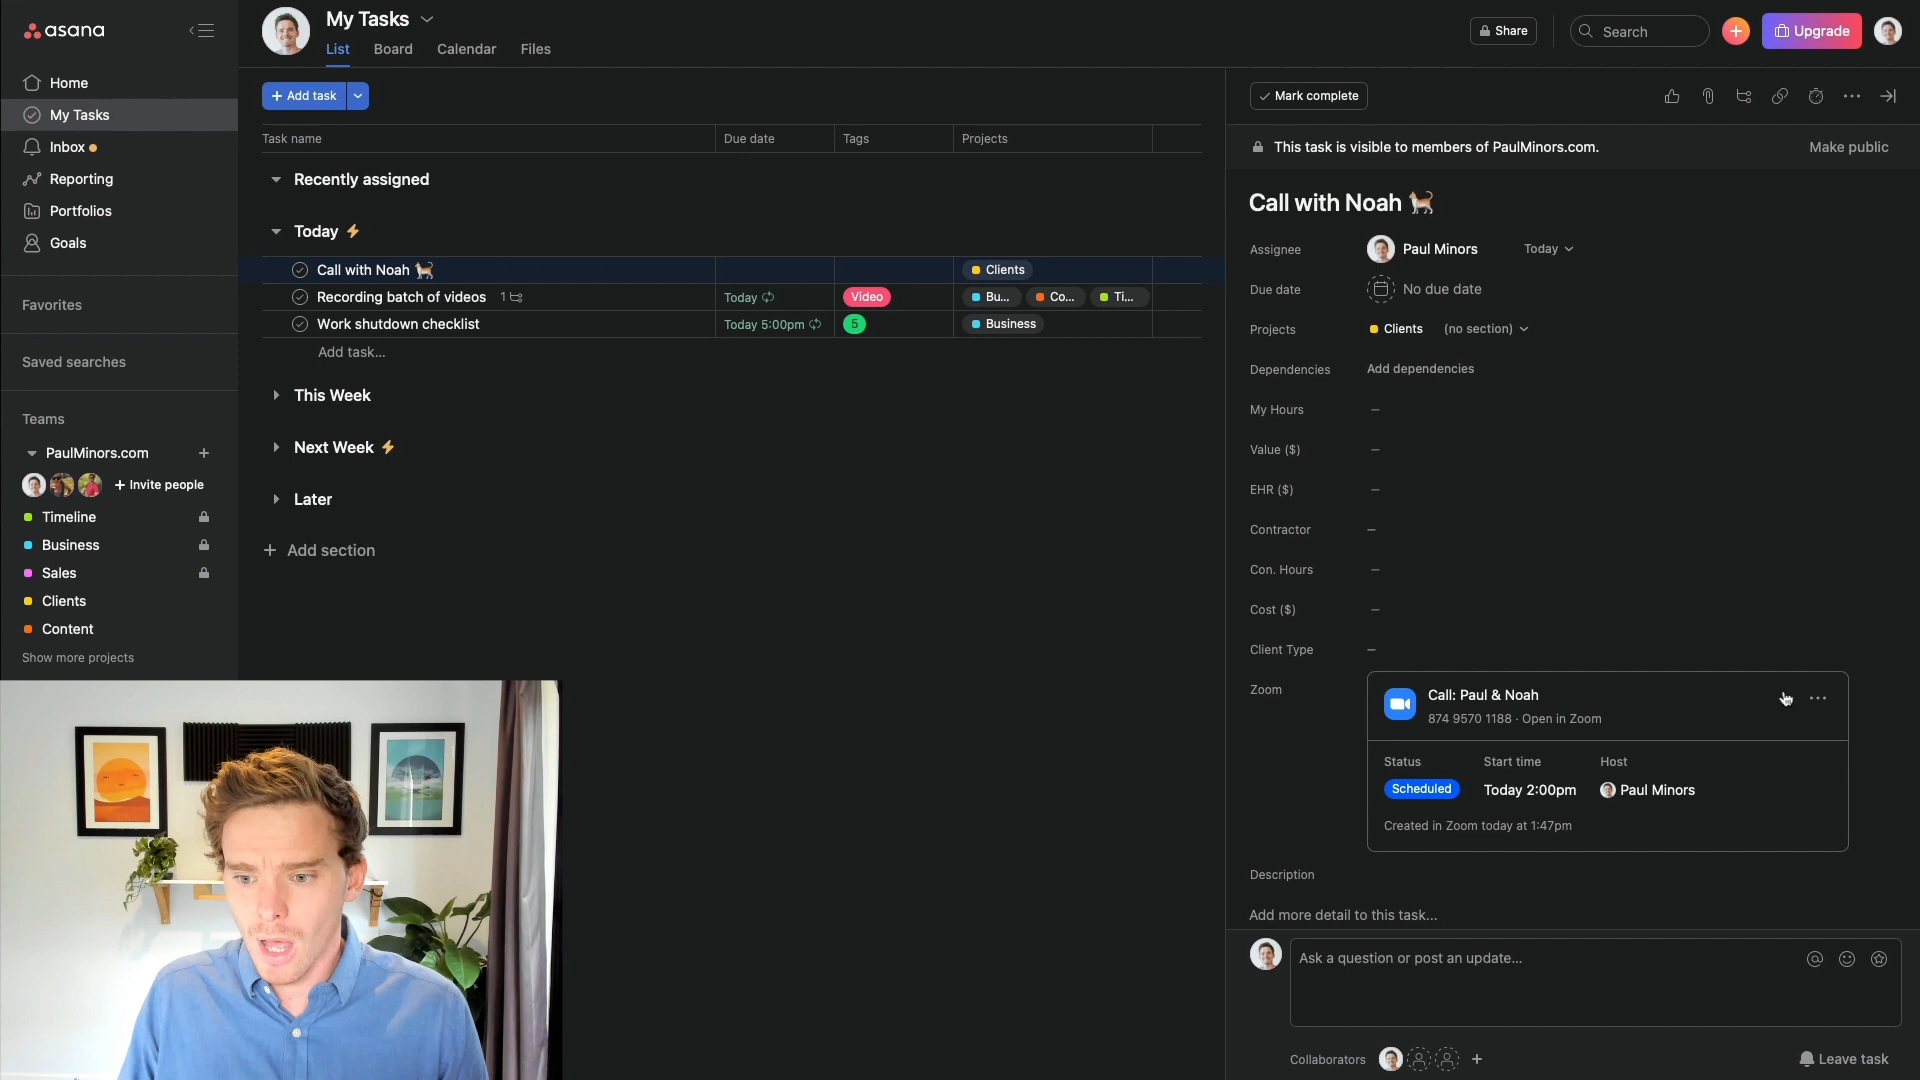 asana
Home
My Tasks
Inbox
Reporting
Portfolios
Goals
Favorites
Saved searches
Teams
PaulMinors.com
+ Invite people
Timeline
Business
Sales
Clients
Content
Show more projects
My Tasks
List Board Calendar Files
Share
Search
Upgrade
+ Add task
Task name Due date Tags Projects
Recently assigned
Today ⚡
Call with Noah 🐈 Clients
Recording batch of videos 1 Today Video Bu... Co... Ti...
Work shutdown checklist Today 5:00pm 5 Business
Add task...
This Week
Next Week ⚡
Later
+ Add section
✓ Mark complete
This task is visible to members of PaulMinors.com. Make public
Call with Noah 🐈
Assignee Paul Minors Today
Due date No due date
Projects Clients (no section)
Dependencies Add dependencies
My Hours —
Value ($) —
EHR ($) —
Contractor —
Con. Hours —
Cost ($) —
Client Type —
Zoom
Call: Paul & Noah
874 9570 1188 · Open in Zoom
Status Start time Host
Scheduled Today 2:00pm Paul Minors
Created in Zoom today at 1:47pm
Description
Add more detail to this task...
Ask a question or post an update...
Collaborators + Leave task